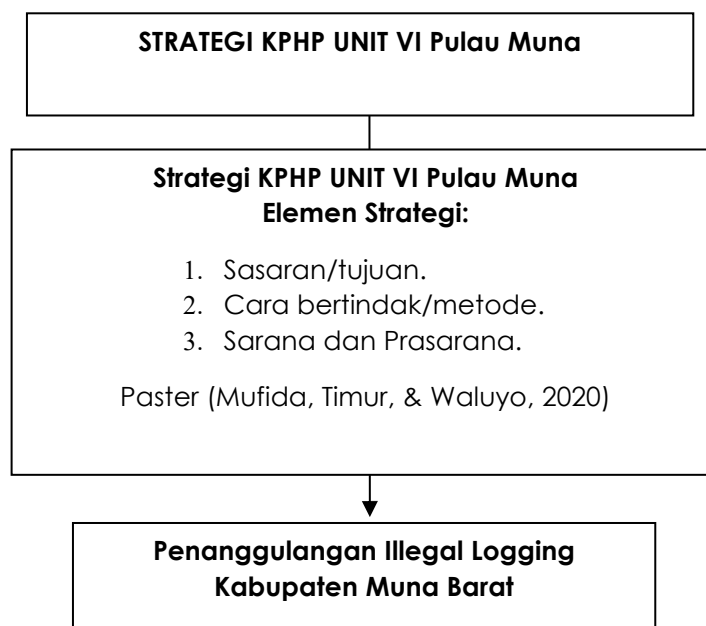 STRATEGI KPHP UNIT VI Pulau Muna
Strategi KPHP UNIT VI Pulau Muna
Elemen Strategi:
1. Sasaran/tujuan.
2. Cara bertindak/metode.
3. Sarana dan Prasarana.
Paster (Mufida, Timur, & Waluyo, 2020)
Penanggulangan Illegal Logging
Kabupaten Muna Barat